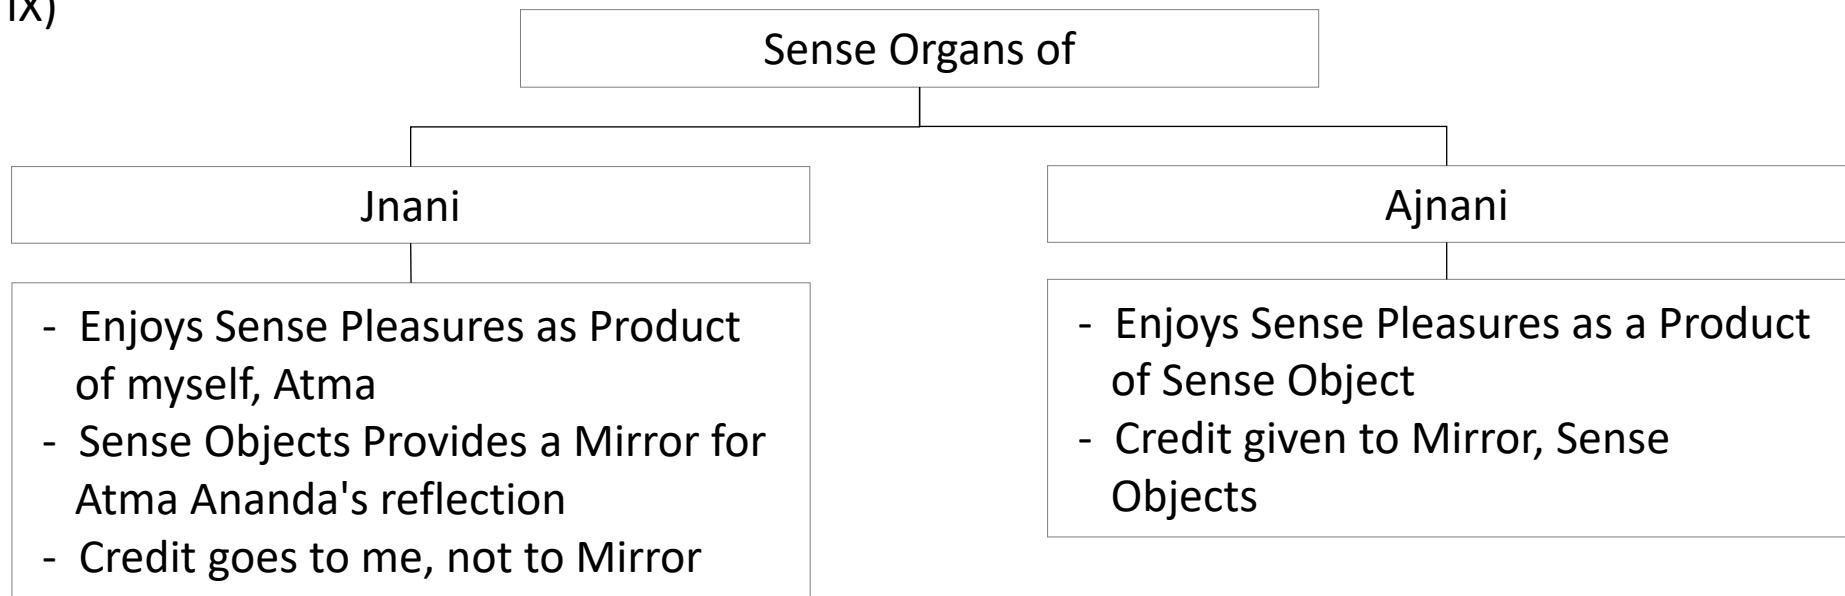 ix)
Sense Organs of
Jnani
- Enjoys Sense Pleasures as Product
of myself, Atma
- Sense Objects Provides a Mirror for
Atma Ananda's reflection
- Credit goes to me, not to Mirror
Ajnani
- Enjoys Sense Pleasures as a Product
of Sense Object
- Credit given to Mirror, Sense
Objects